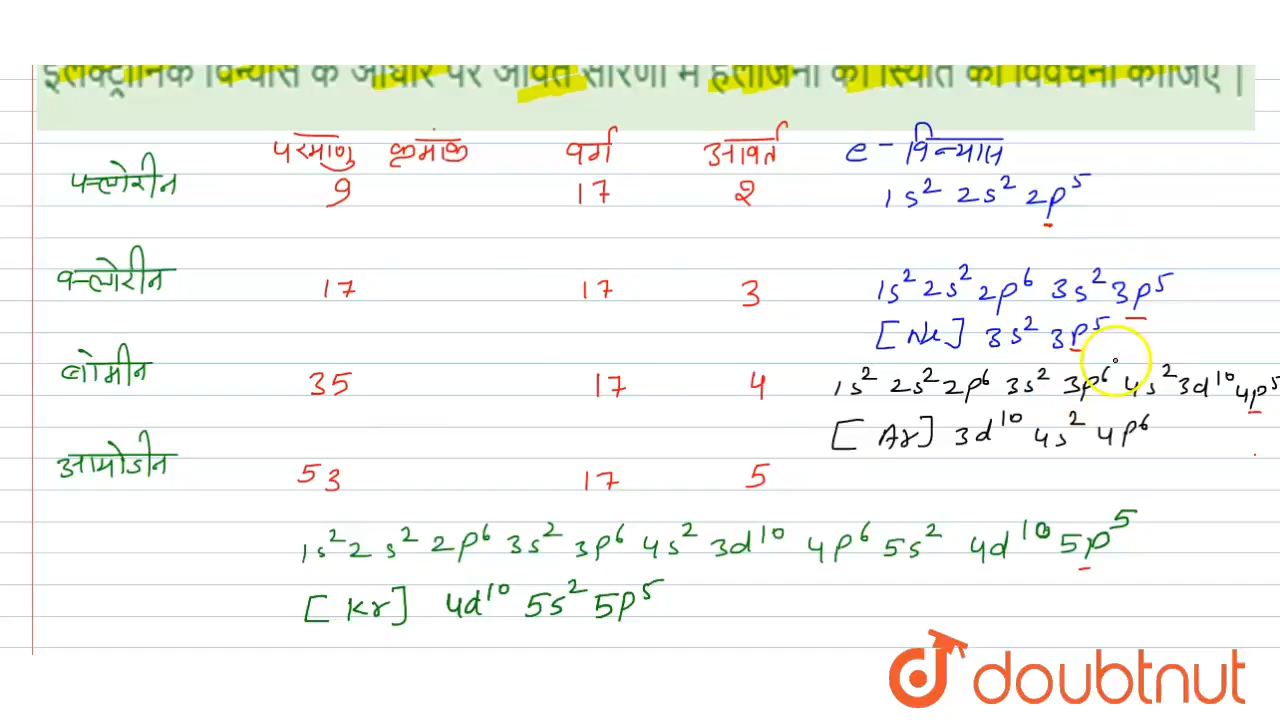 इलेक्ट्रॉनिक विन्यास के आधार पर आवर्त सारणी में हैलोजनों की स्थिति की विवेचना कीजिए |
परमाणु क्रमांक वर्ग आवर्त e- विन्यास
फ्लोरीन 9 17 2 1s² 2s² 2p⁵
क्लोरीन 17 17 3 1s² 2s² 2p⁶ 3s² 3p⁵
[Ne] 3s² 3p⁵
ब्रोमीन 35 17 4 1s² 2s² 2p⁶ 3s² 3p⁶ 4s² 3d¹⁰ 4p⁵
[Ar] 3d¹⁰ 4s² 4p⁶
आयोडीन 53 17 5
1s² 2s² 2p⁶ 3s² 3p⁶ 4s² 3d¹⁰ 4p⁶ 5s² 4d¹⁰ 5p⁵
[Kr] 4d¹⁰ 5s² 5p⁵
doubtnut